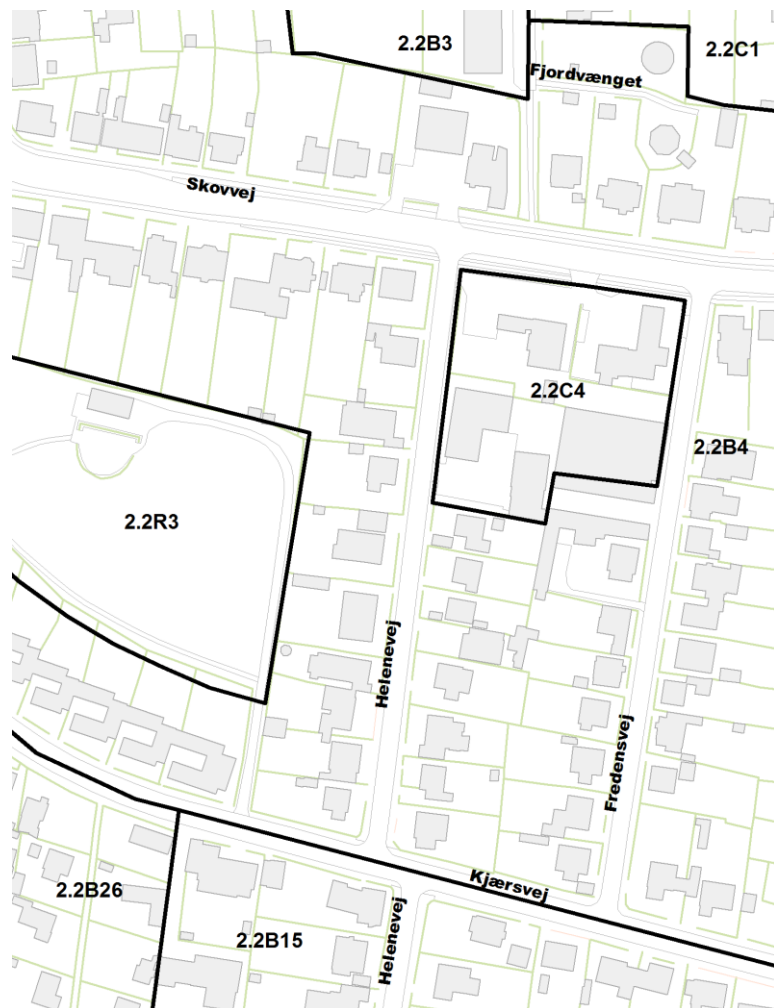 2.2B3
2.2C1
Fjordvænget
Skovvej
2.2C4
2.2B4
2.2R3
Helenevej
Fredensvej
Kjærsvej
2.2B26
2.2B15
Helenevej